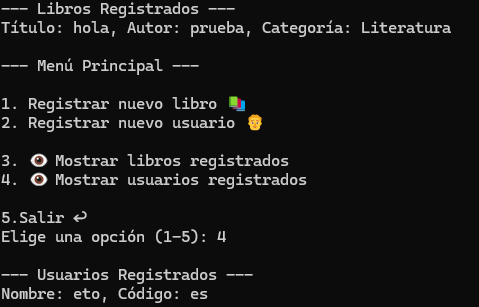 --- Libros Registrados ---
Título: hola, Autor: prueba, Categoría: Literatura
--- Menú Principal ---
1. Registrar nuevo libro 📚
2. Registrar nuevo usuario 👨
3. 👁️ Mostrar libros registrados
4. 👁️ Mostrar usuarios registrados
5.Salir ↩
Elige una opción (1-5): 4
--- Usuarios Registrados ---
Nombre: eto, Código: es